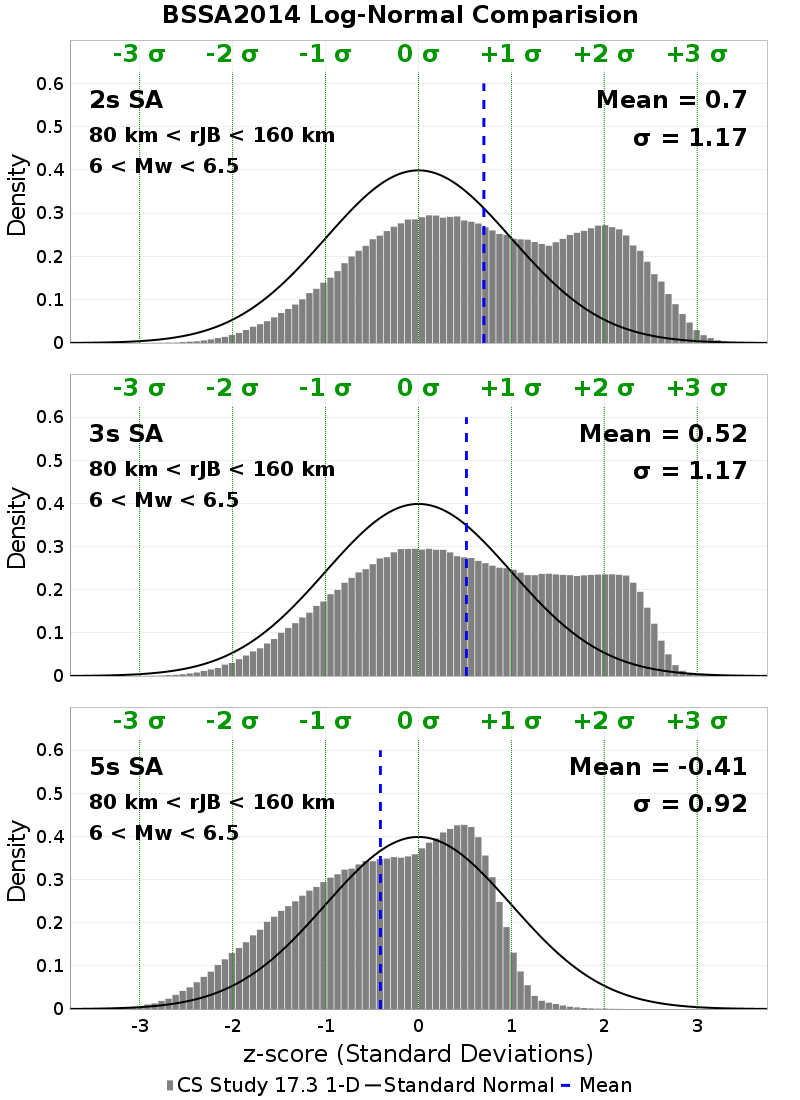 BSSA2014 Log-Normal Comparision
-3 σ -2 σ -1 σ 0 σ +1 σ +2 σ +3 σ
2s SA
Mean = 0.7
80 km < rJB < 160 km
σ = 1.17
6 < Mw < 6.5
Density
0.6
0.5
0.4
0.3
0.2
0.1
0
-3 σ -2 σ -1 σ 0 σ +1 σ +2 σ +3 σ
3s SA
Mean = 0.52
80 km < rJB < 160 km
σ = 1.17
6 < Mw < 6.5
Density
0.6
0.5
0.4
0.3
0.2
0.1
0
-3 σ -2 σ -1 σ 0 σ +1 σ +2 σ +3 σ
5s SA
Mean = -0.41
80 km < rJB < 160 km
σ = 0.92
6 < Mw < 6.5
Density
0.6
0.5
0.4
0.3
0.2
0.1
0
-3 -2 -1 0 1 2 3
z-score (Standard Deviations)
CS Study 17.3 1-D Standard Normal Mean